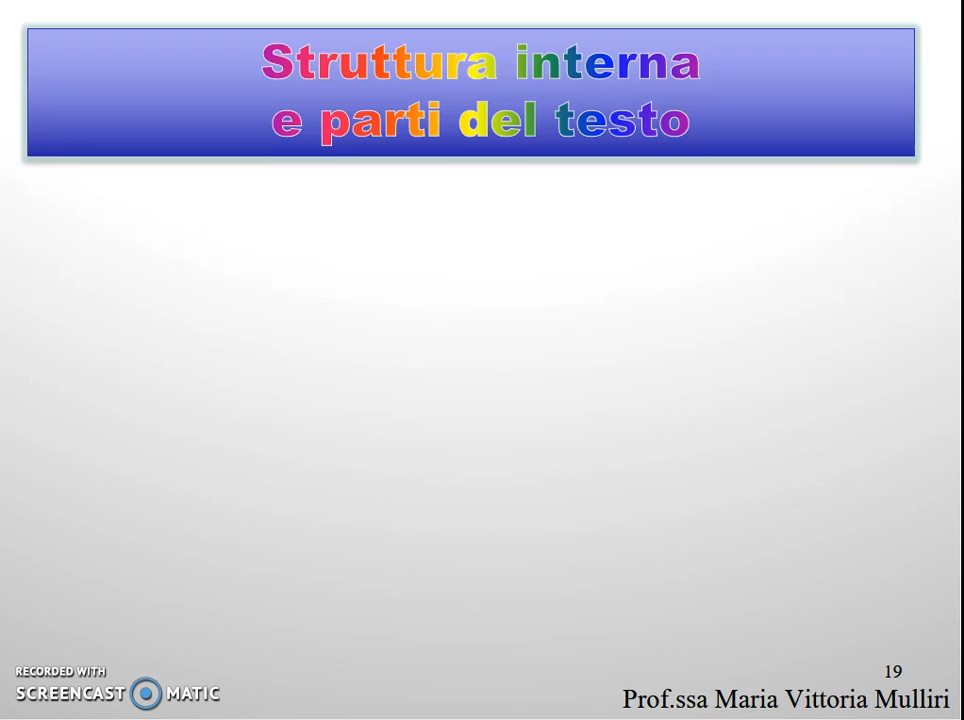 Struttura interna
e parti del testo
19
RECORDED WITH
SCREENCAST MATIC
Prof.ssa Maria Vittoria Mulliri